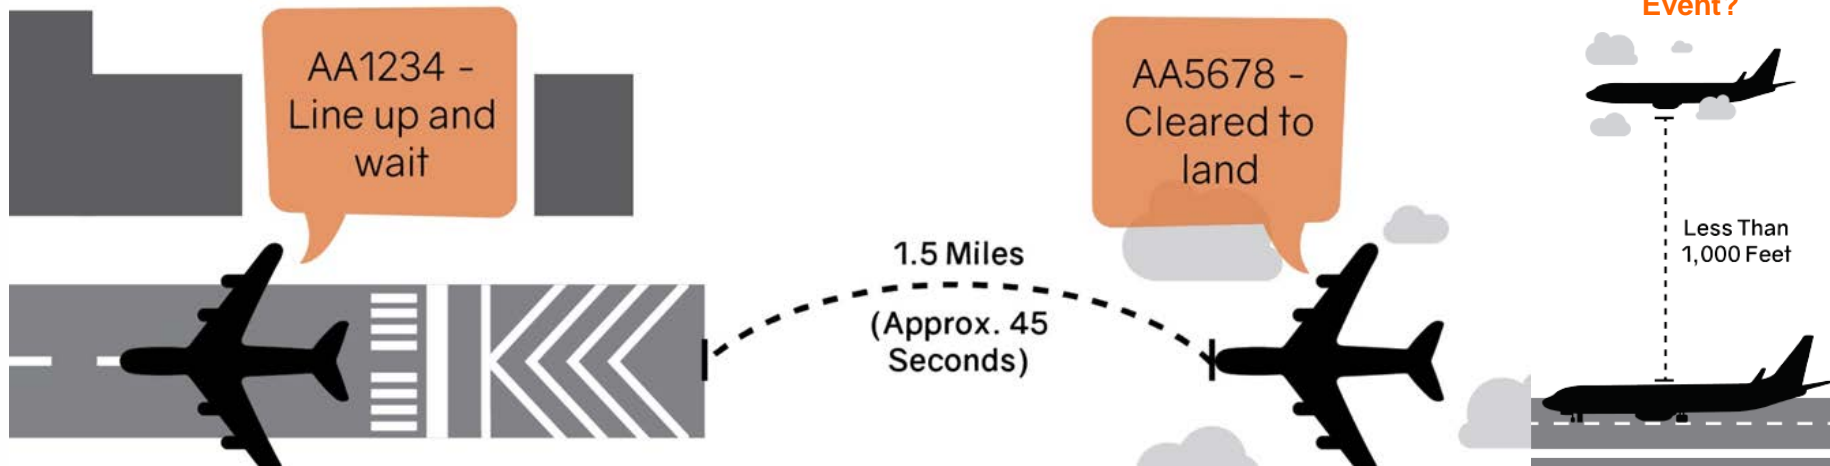 AA1234 -
Line up and
wait
1.5 Miles
(Approx. 45
Seconds)
AA5678 -
Cleared to
land
Event?
Less Than
1,000 Feet